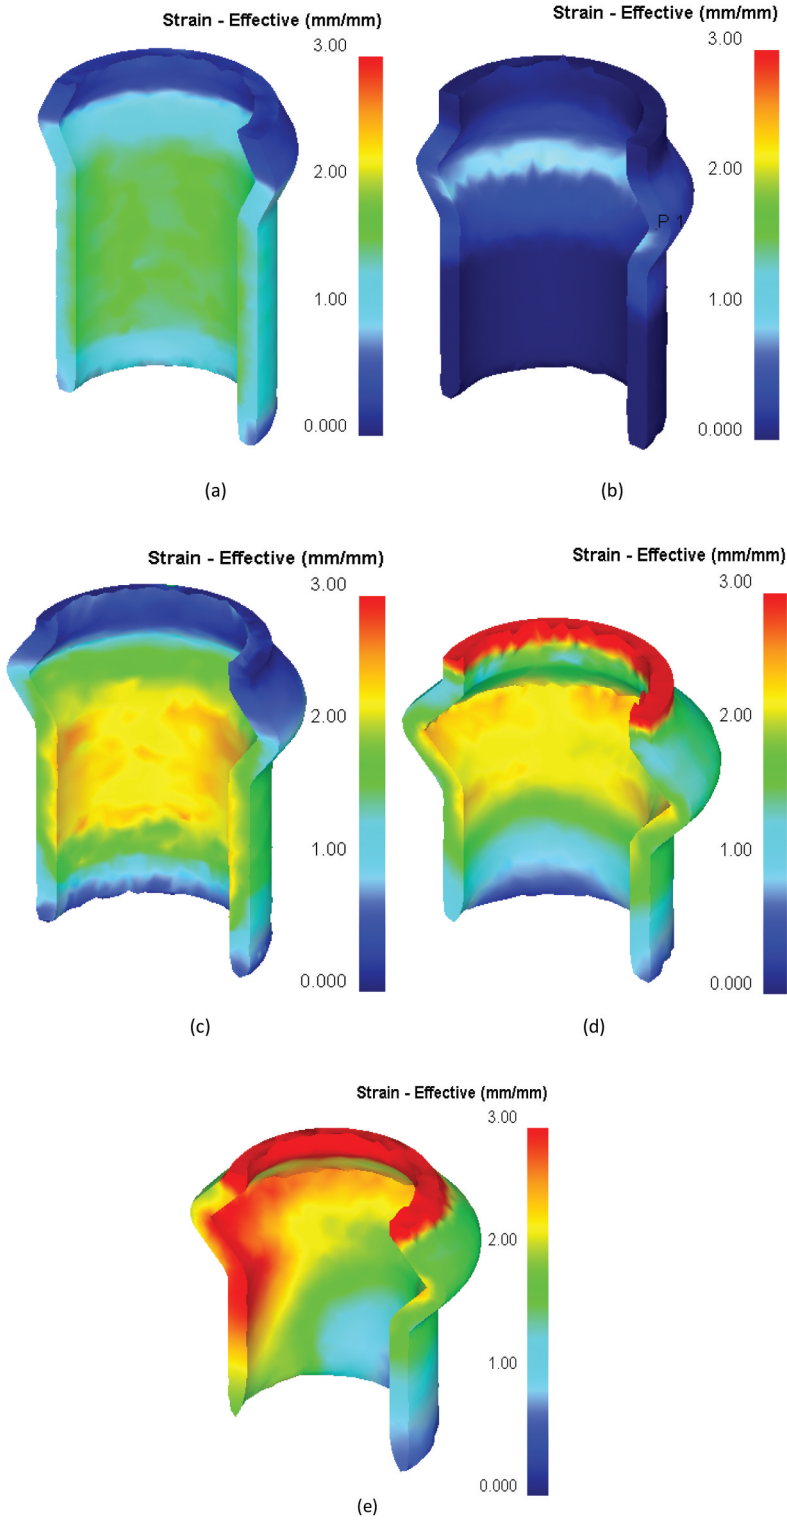 Strain - Effective (mm/mm)
3.00
2.00
1.00
0.000
(a)
Strain - Effective (mm/mm)
3.00
2.00
1.00
0.000
P 1
(b)
Strain - Effective (mm/mm)
3.00
2.00
1.00
0.000
(c)
Strain - Effective (mm/mm)
3.00
2.00
1.00
0.000
(d)
Strain - Effective (mm/mm)
3.00
2.00
1.00
0.000
(e)